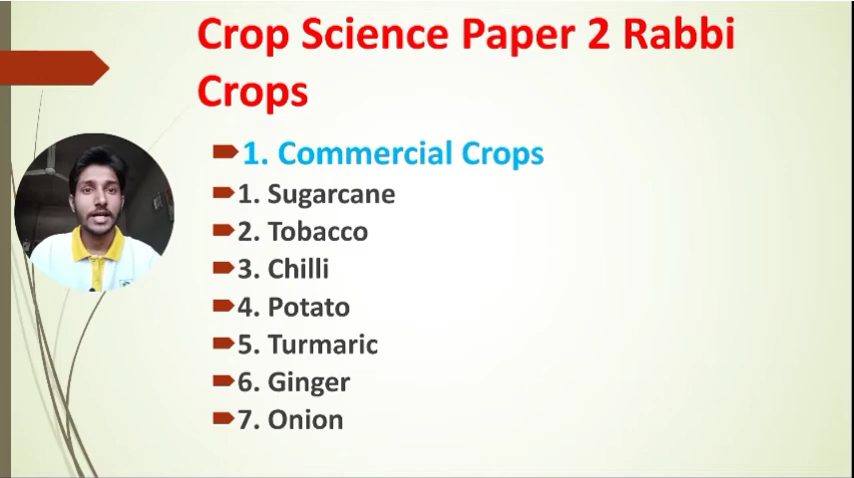 Crop Science Paper 2 Rabbi
Crops
1. Commercial Crops
1. Sugarcane
2. Tobacco
3. Chilli
4. Potato
5. Turmaric
6. Ginger
7. Onion